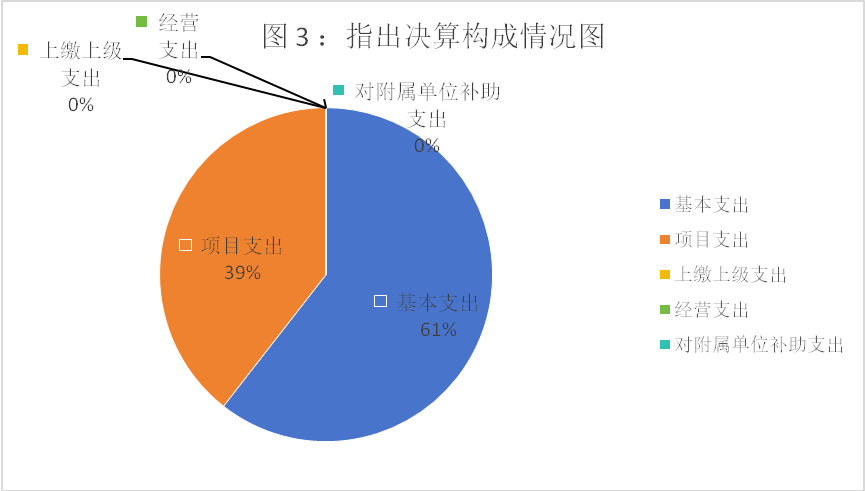 图 3 ：指出决算构成情况图
经营
支出
0%
上缴上级
支出
0%
对附属单位补助
支出
0%
项目支出
39%
基本支出
61%
基本支出
项目支出
上缴上级支出
经营支出
对附属单位补助支出